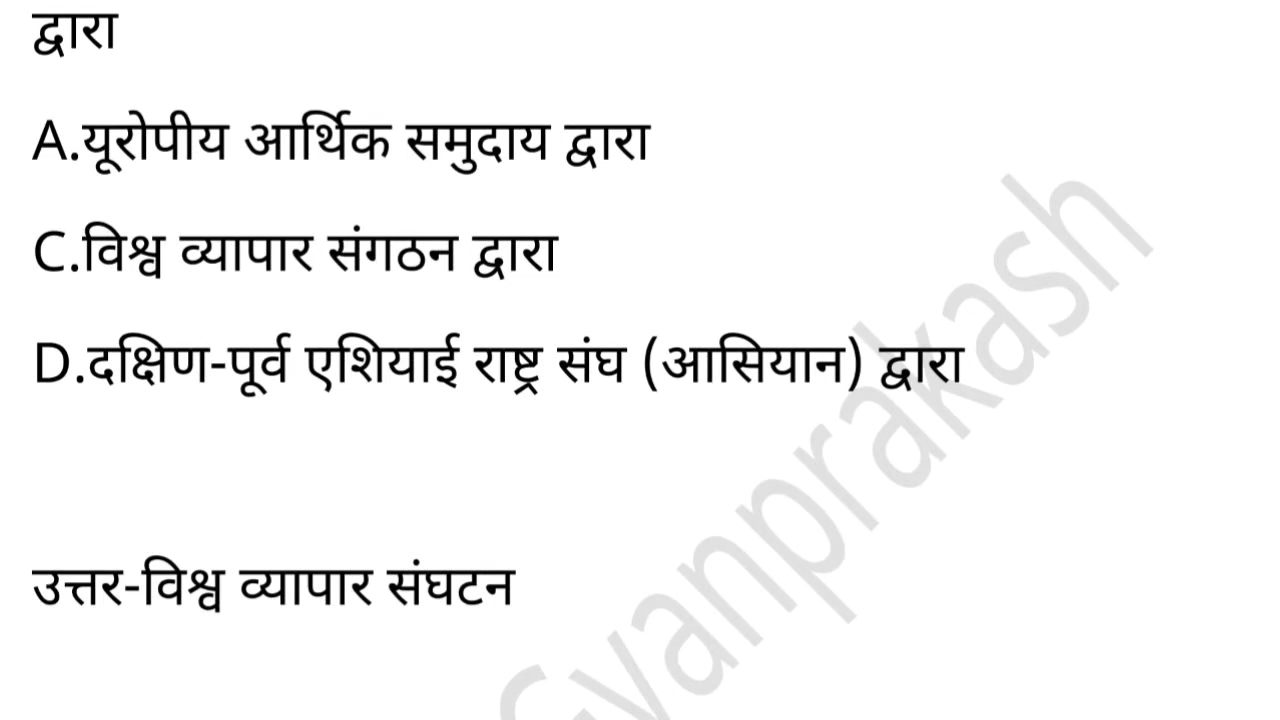 द्वारा
A.यूरोपीय आर्थिक समुदाय द्वारा
C.विश्व व्यापार संगठन द्वारा
D.दक्षिण-पूर्व एशियाई राष्ट्र संघ (आसियान) द्वारा
उत्तर-विश्व व्यापार संघटन
Gyanprakash